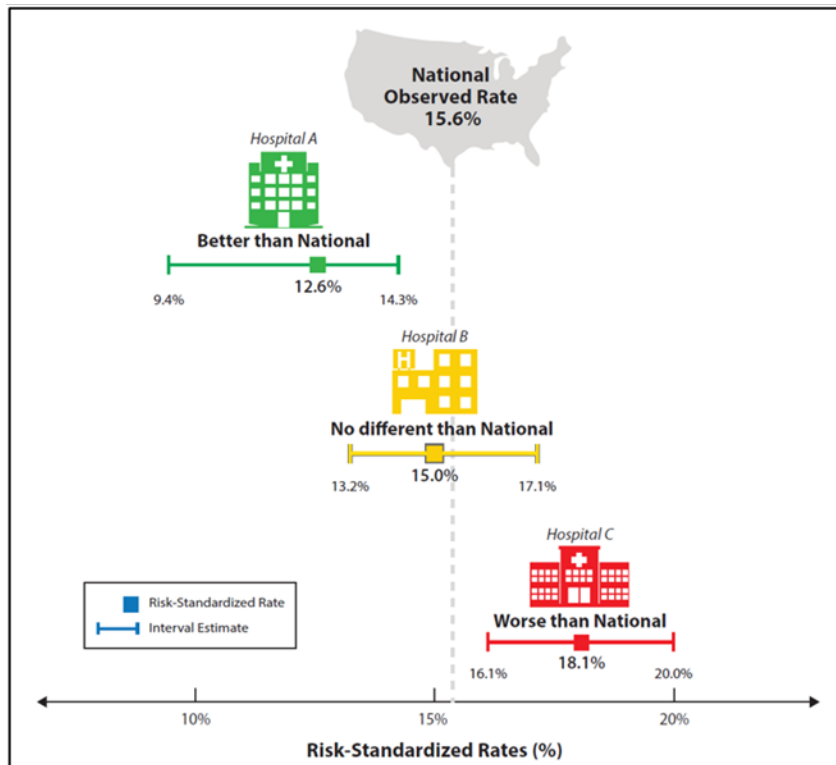 National
Observed Rate
15.6%
Hospital A
Better than National
12.6%
9.4%
14.3%
Hospital B
H
No different than National
15.0%
13.2%
17.1%
Hospital C
Worse than National
18.1%
16.1%
20.0%
Risk-Standardized Rate
Interval Estimate
10%
15%
20%
Risk-Standardized Rates (%)